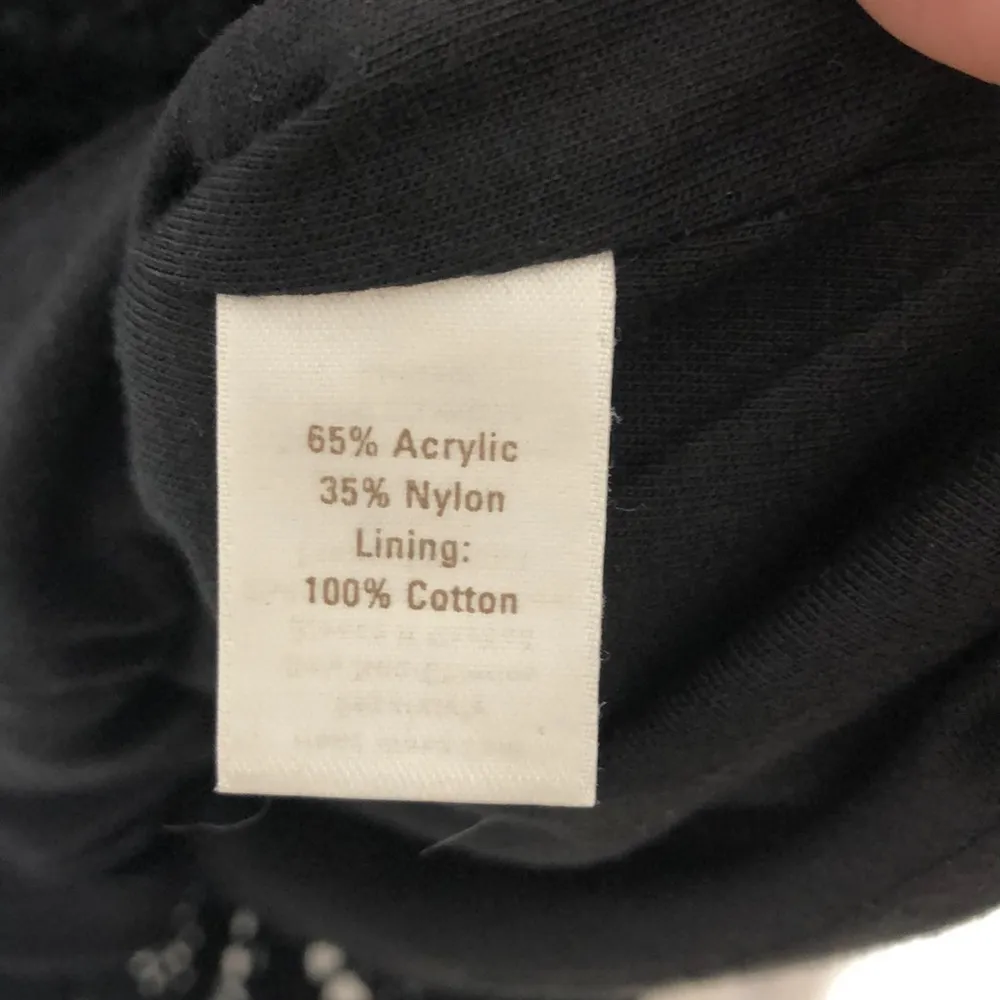 65% Acrylic
35% Nylon
Lining:
100% Cotton